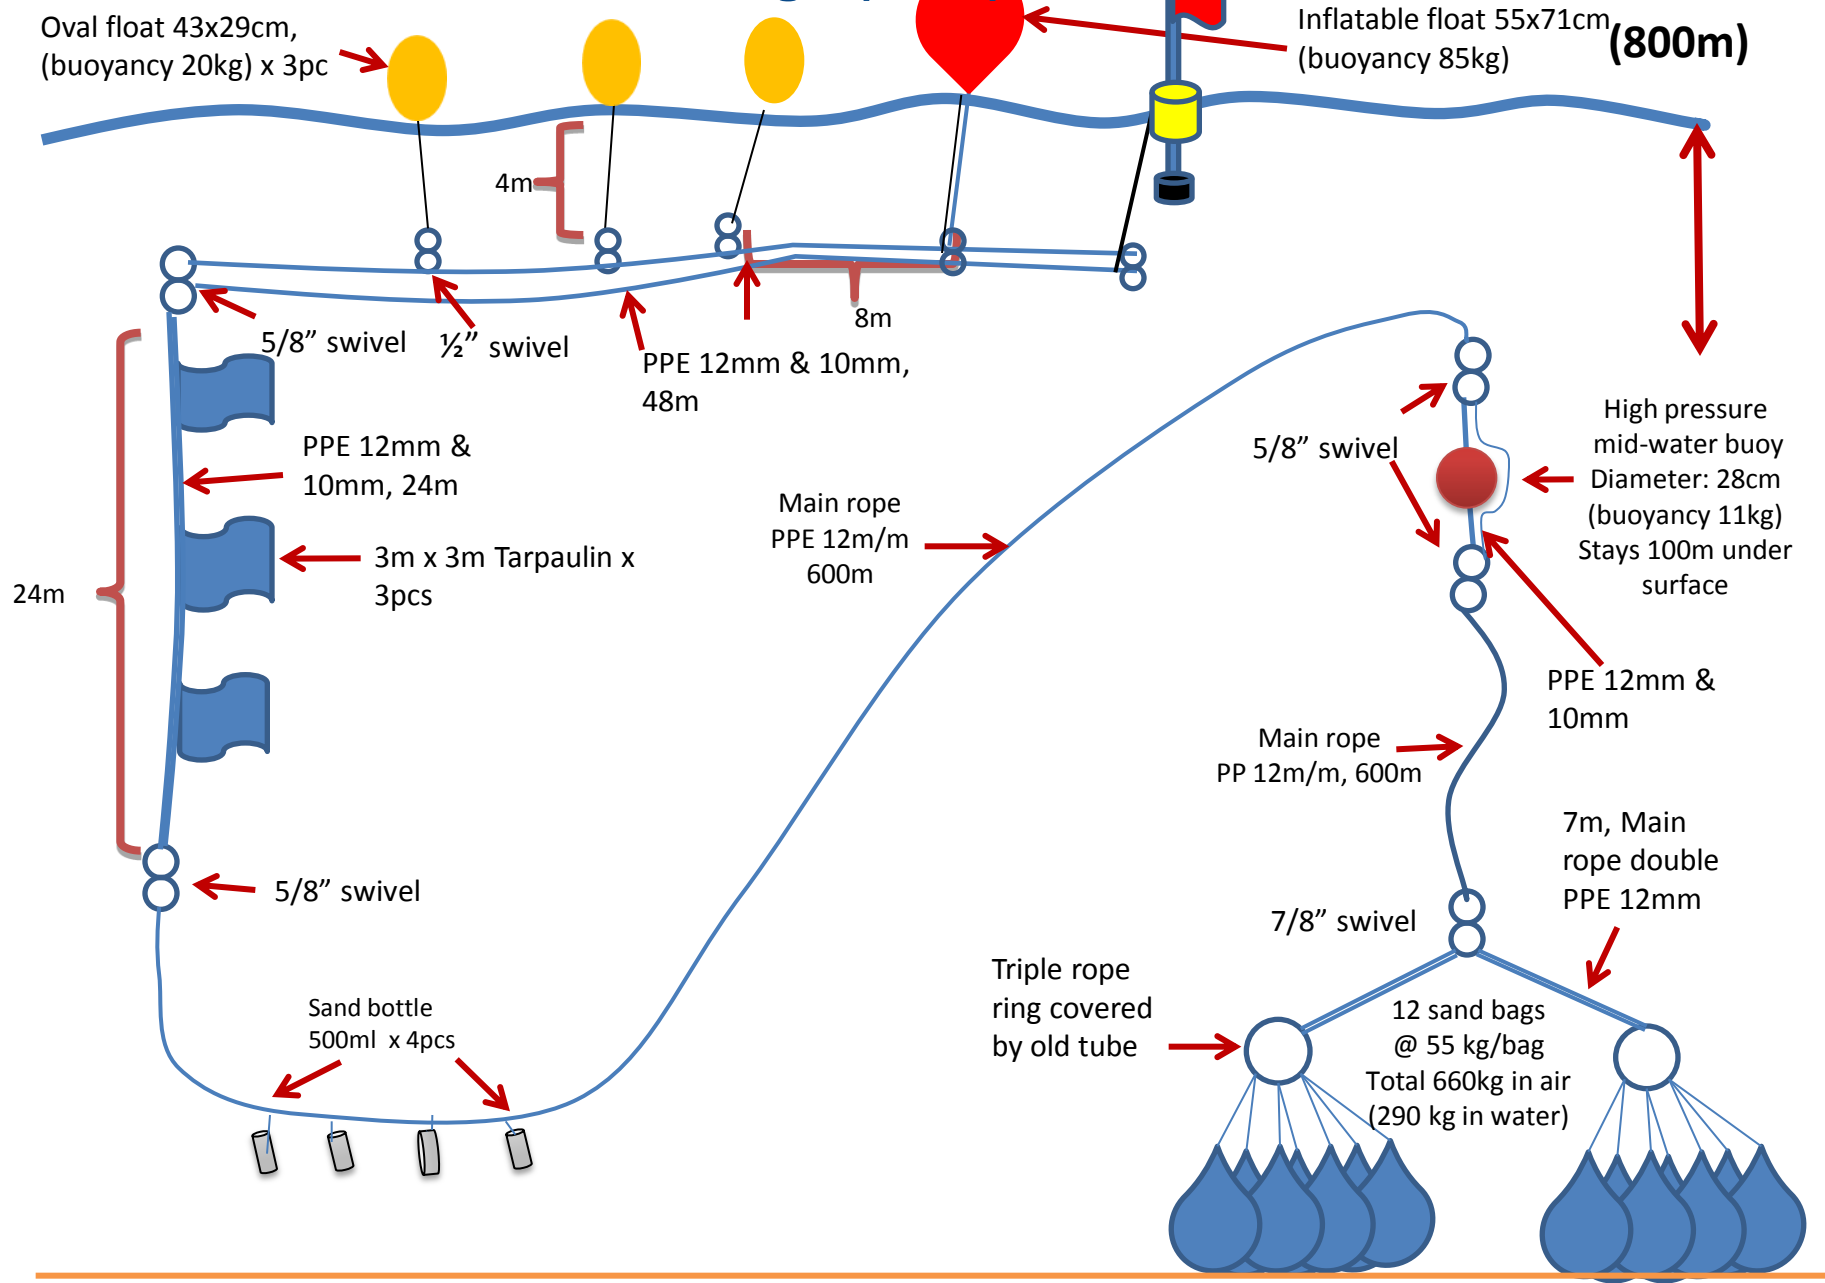 Oval float 43x29cm,
(buoyancy 20kg) x 3pc
Inflatable float 55x71cm
(buoyancy 85kg)
(800m)
4m
8m
5/8” swivel
½” swivel
PPE 12mm & 10mm,
48m
PPE 12mm &
10mm, 24m
24m
3m x 3m Tarpaulin x
3pcs
Main rope
PPE 12m/m
600m
5/8” swivel
High pressure
mid-water buoy
Diameter: 28cm
(buoyancy 11kg)
Stays 100m under
surface
PPE 12mm &
10mm
Main rope
PP 12m/m, 600m
7m, Main
rope double
PPE 12mm
5/8” swivel
7/8” swivel
Triple rope
ring covered
by old tube
Sand bottle
500ml  x 4pcs
12 sand bags
@ 55 kg/bag
Total 660kg in air
(290 kg in water)